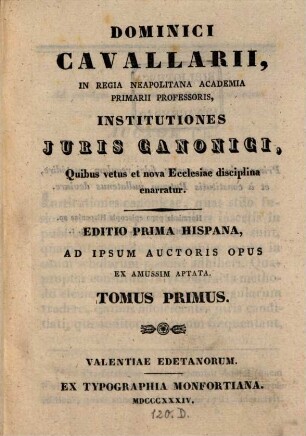 DOMINICI
CAVALLARII,
IN REGIA NEAPOLITANA ACADEMIA
PRIMARII PROFESSORIS,
INSTITUTIONES
JURIS CANONICI,
Quibus vetus et nova Ecclesiae disciplina
enarratur.
EDITIO PRIMA HISPANA,
AD IPSUM AUCTORIS OPUS
EX AMUSSIM APTATA.
TOMUS PRIMUS.
VALENTIAE EDETANORUM.
EX TYPOGRAPHIA MONFORTIANA.
MDCCCXXXIV.
120. D.